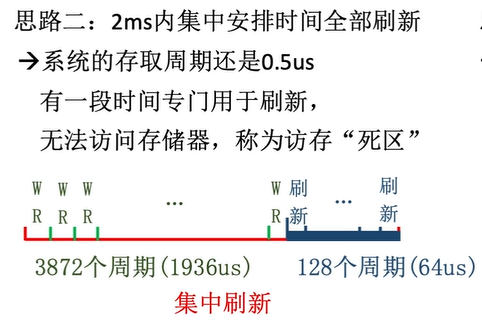 思路二：2ms内集中安排时间全部刷新
→系统的存取周期还是0.5us
有一段时间专门用于刷新，
无法访问存储器，称为访存“死区”
W W W … W 刷 … 刷
R R R R 新 新
3872个周期(1936us) 128个周期(64us)
集中刷新